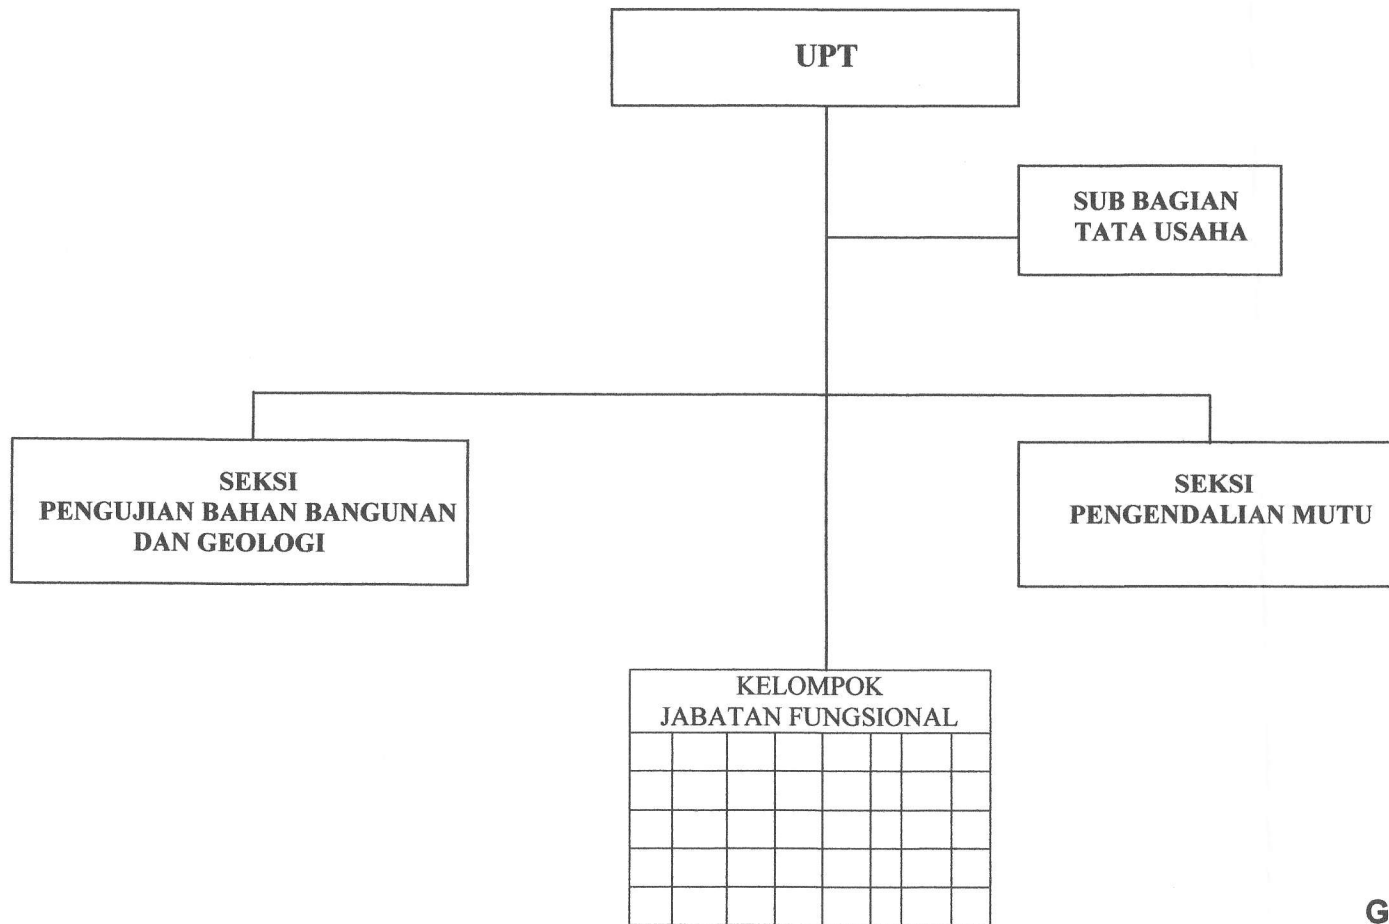 UPT
SUB BAGIAN
TATA USAHA
SEKSI
PENGUJIAN BAHAN BANGUNAN
DAN GEOLOGI
SEKSI
PENGENDALIAN MUTU
KELOMPOK
JABATAN FUNGSIONAL
G